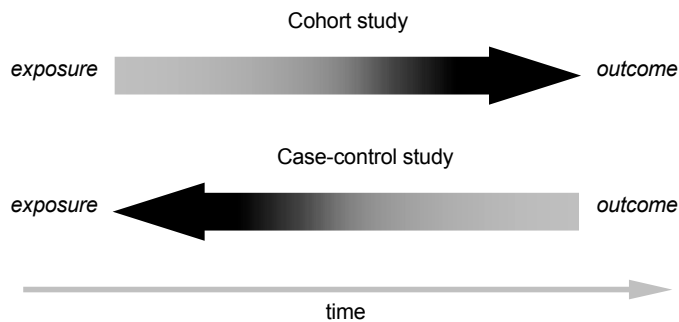 Cohort study
exposure outcome
Case-control study
exposure outcome
time